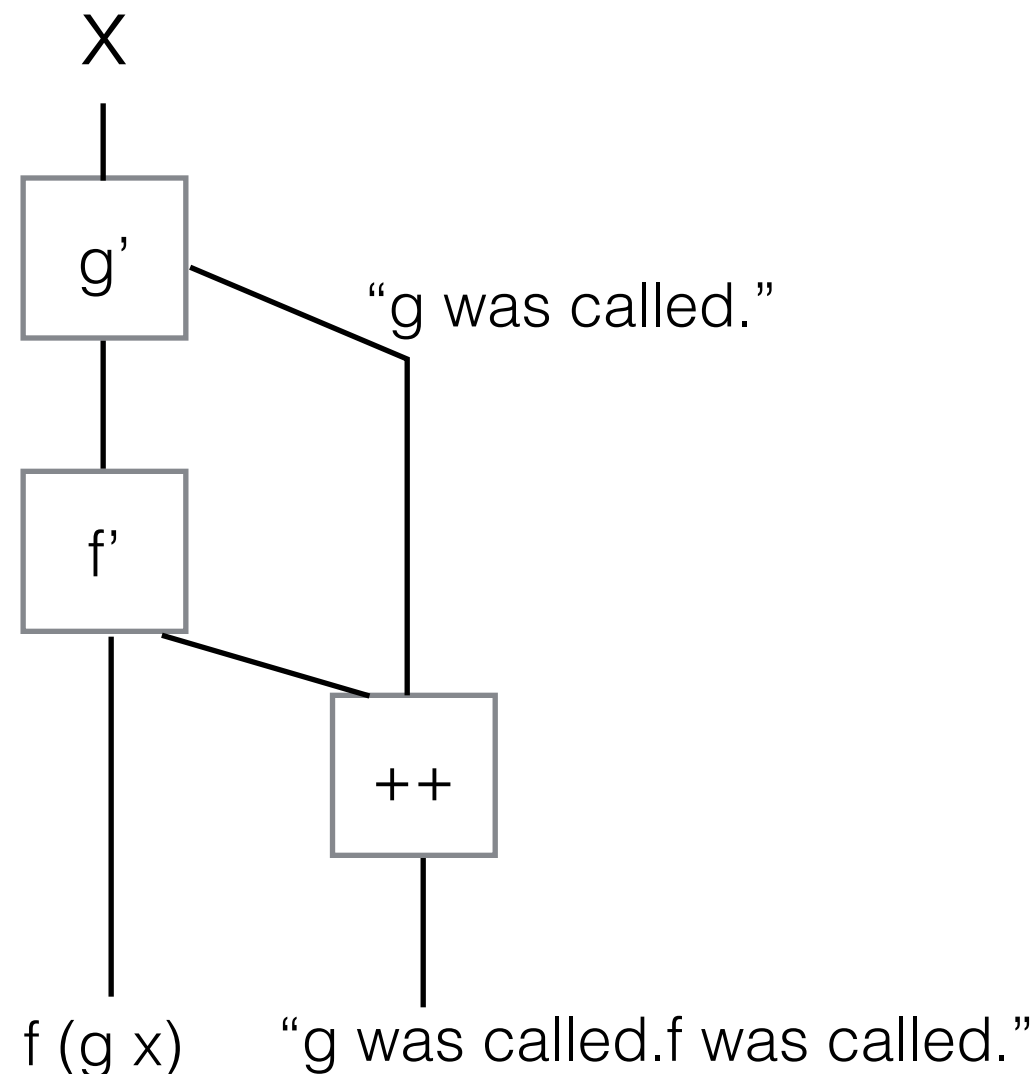 X
g’
“g was called.”
f’
++
f (g x)
“g was called.f was called.”